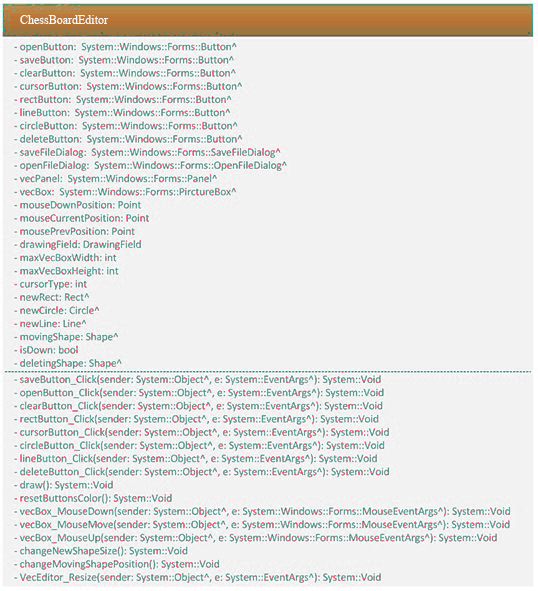 ChessBoardEditor
- openButton: System::Windows::Forms::Button^
- saveButton: System::Windows::Forms::Button^
- clearButton: System::Windows::Forms::Button^
- cursorButton: System::Windows::Forms::Button^
- rectButton: System::Windows::Forms::Button^
- lineButton: System::Windows::Forms::Button^
- circleButton: System::Windows::Forms::Button^
- deleteButton: System::Windows::Forms::Button^
- saveFileDialog: System::Windows::Forms::SaveFileDialog^
- openFileDialog: System::Windows::Forms::OpenFileDialog^
- vecPanel: System::Windows::Forms::Panel^
- vecBox: System::Windows::Forms::PirctureBox^
- mouseDownPosition: Point
- mouseCurrentPosition: Point
- mousePrevPosition: Point
- drawingField: DrawingField
- maxVecBoxWidth: int
- maxVecBoxHeight: int
- cursorType: int
- newRect: Rect^
- newCircle: Circle^
- newLine: Line^
- movingShape: Shape^
- isDown: bool
- deletingShape: Shape^
- saveButton_Click(sender: System::Object^, e: System::EventArgs^): System::Void
- openButton_Click(sender: System::Object^, e: System::EventArgs^): System::Void
- clearButton_Click(sender: System::Object^, e: System::EventArgs^): System::Void
- rectButton_Click(sender: System::Object^, e: System::EventArgs^): System::Void
- cursorButton_Click(sender: System::Object^, e: System::EventArgs^): System::Void
- circleButton_Click(sender: System::Object^, e: System::EventArgs^): System::Void
- lineButton_Click(sender: System::Object^, e: System::EventArgs^): System::Void
- deleteButton_Click(sender: System::Object^, e: System::EventArgs^): System::Void
- draw(): System::Void
- resetButtonsColor(): System::Void
- vecBox_MouseDown(sender: System::Object^, e: System::Windows::Forms::MouseEventArgs^): System::Void
- vecBox_MouseMove(sender: System::Object^, e: System::Windows::Forms::MouseEventArgs^): System::Void
- vecBox_MouseUp(sender: System::Object^, e: System::Windows::Forms::MouseEventArgs^): System::Void
- changeNewShapeSize(): System::Void
- changeMovingShapePosition(): System::Void
- VecEditor_Resize(sender: System::Object^, e: System::EventArgs^): System::Void